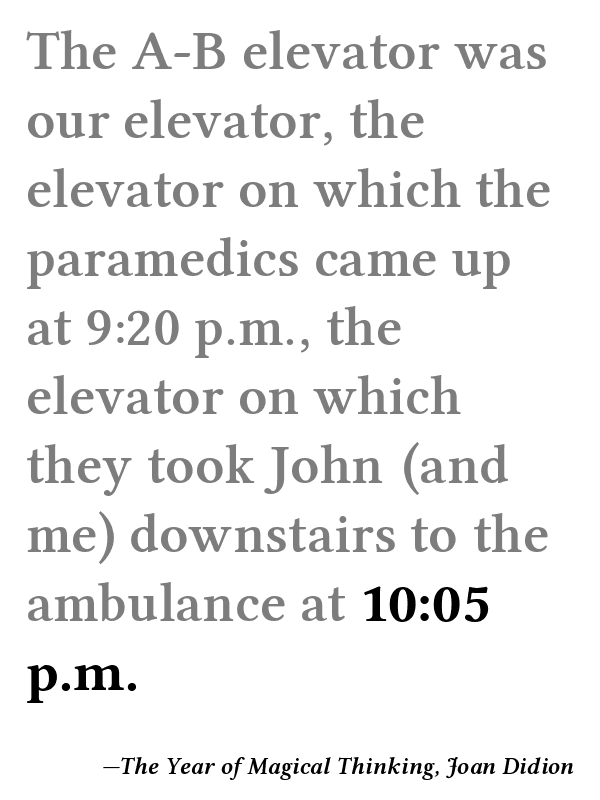 The A-B elevator was
our elevator, the
elevator on which the
paramedics came up
at 9:20 p.m., the
elevator on which
they took John (and
me) downstairs to the
ambulance at 10:05
p.m.
—The Year of Magical Thinking, Joan Didion